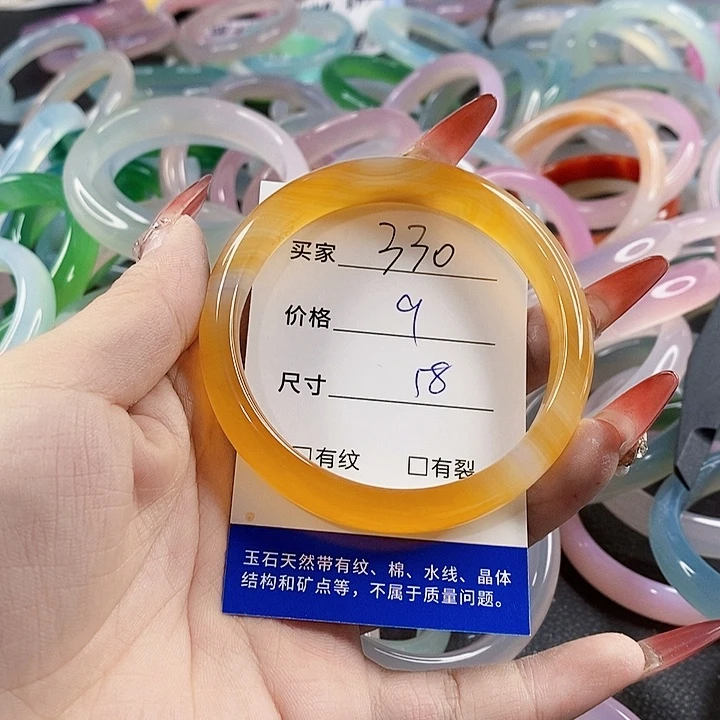 买家 330
价格 9
尺寸 58
□有纹 □有裂
玉石天然带有纹、棉、水线、晶体
结构和矿点等，不属于质量问题。